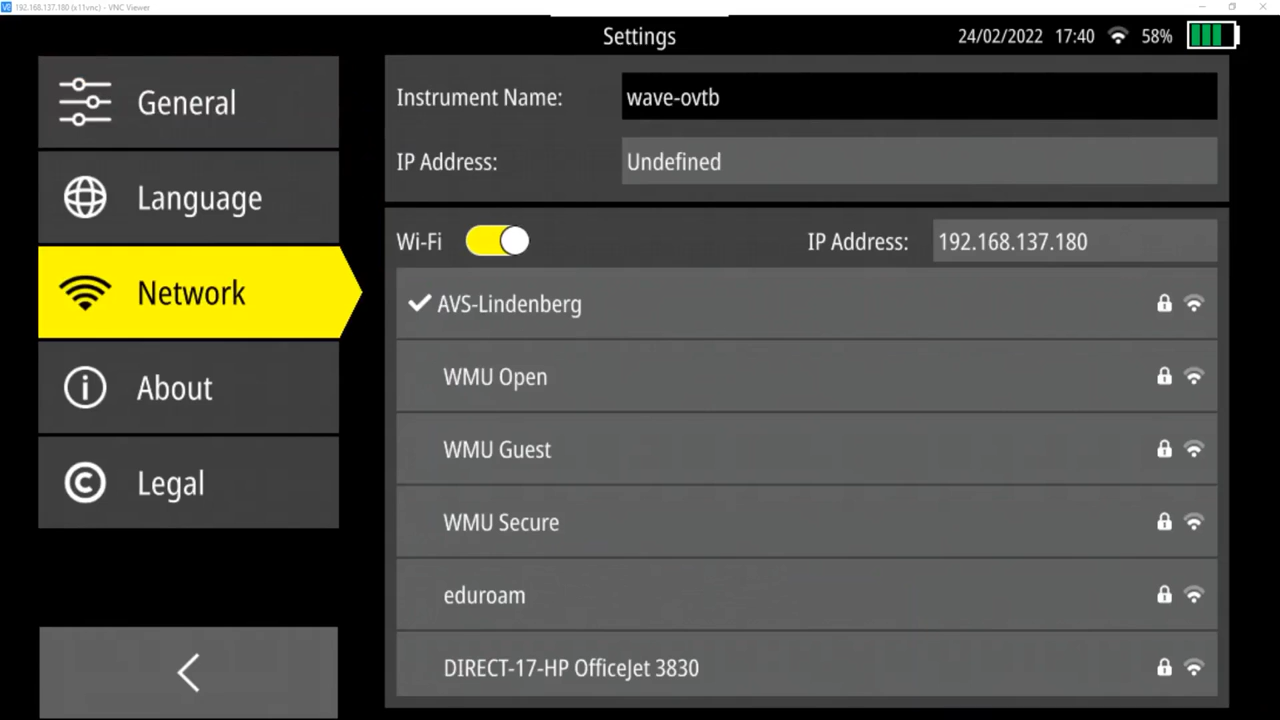 192.168.137.180 (x11vnc) - VNC Viewer
Settings
24/02/2022 17:40 58%
General
Language
Network
About
Legal
Instrument Name: wave-ovtb
IP Address: Undefined
Wi-Fi IP Address: 192.168.137.180
AVS-Lindenberg
WMU Open
WMU Guest
WMU Secure
eduroam
DIRECT-17-HP OfficeJet 3830